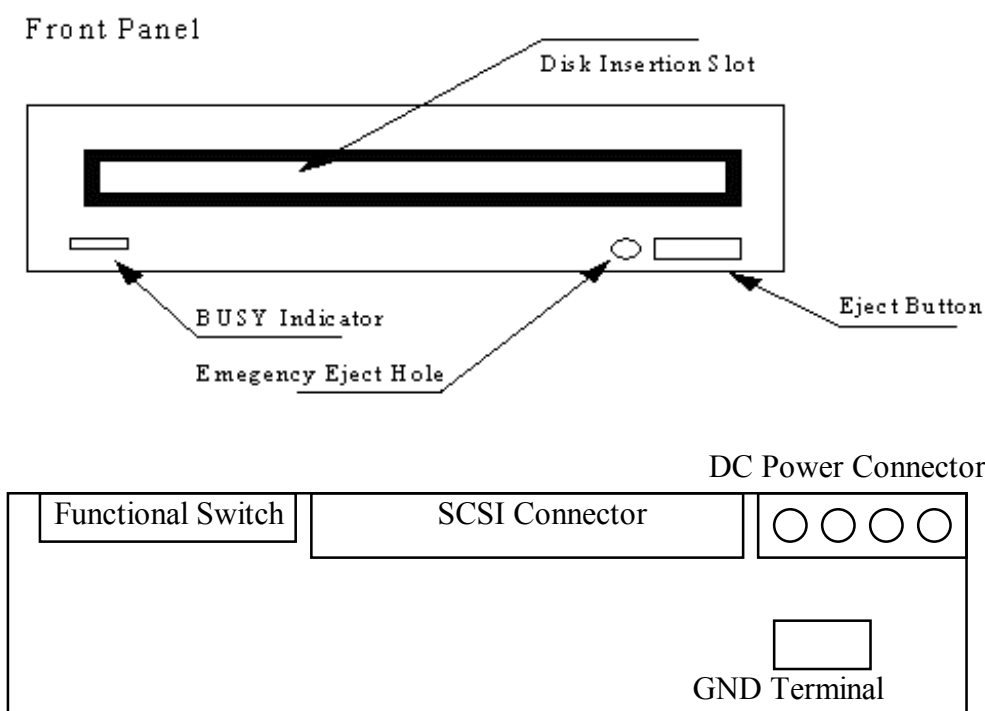 Front Panel
Disk Insertion Slot
Eject Button
BUSY Indicator
Emegency Eject Hole
DC Power Connector
Functional Switch
SCSI Connector
GND Terminal